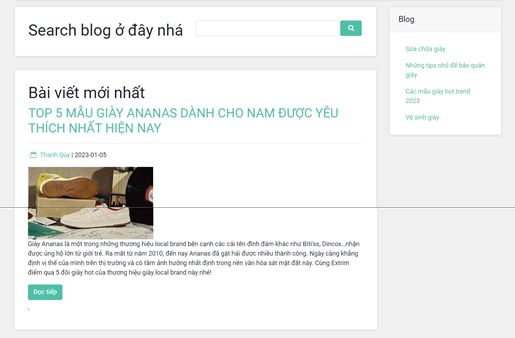 Search blog ở đây nhá
Bài viết mới nhất
TOP 5 MẪU GIÀY ANANAS DÀNH CHO NAM ĐƯỢC YÊU
THÍCH NHẤT HIỆN NAY
Thanh Qúy | 2023-01-05
Giày Ananas là một trong những thương hiệu local brand bên cạnh các cái tên đình đám khác như Biti'ss, Dincox...nhận
được ủng hộ lớn từ giới trẻ. Ra mắt từ năm 2010, đến nay Ananas đã gặt hái được nhiều thành công. Ngày càng khẳng
định vị thế của mình trên thị trường và có tầm ảnh hưởng nhất định trong nền văn hóa sát mặt đất này. Cùng Extrim
điểm qua 5 đôi giày hot của thương hiệu giày local brand này nhé!
Đọc tiếp
Blog
Sửa chữa giày
Những tips nhỏ để bảo quản
giày
Các mẫu giày hot trend
2023
Vệ sinh giày